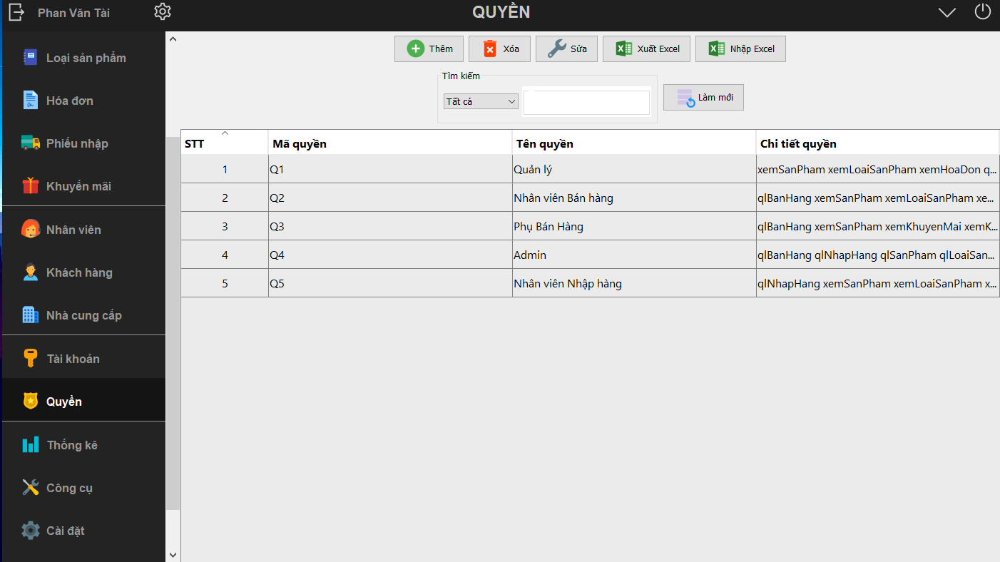 Phan Văn Tài
QUYỀN
Loại sản phẩm
Hóa đơn
Phiếu nhập
Khuyến mãi
Nhân viên
Khách hàng
Nhà cung cấp
Tài khoản
Quyền
Thống kê
Công cụ
Cài đặt
Thêm Xóa Sửa Xuất Excel Nhập Excel
Tìm kiếm
Tất cả Làm mới
STT Mã quyền Tên quyền Chi tiết quyền
1 Q1 Quản lý xemSanPham xemLoaiSanPham xemHoaDon q...
2 Q2 Nhân viên Bán hàng qlBanHang xemSanPham xemLoaiSanPham xe...
3 Q3 Phụ Bán Hàng qlBanHang xemSanPham xemKhuyenMai xemK...
4 Q4 Admin qlBanHang qlNhapHang qlSanPham qlLoaiSan...
5 Q5 Nhân viên Nhập hàng qlNhapHang xemSanPham xemLoaiSanPham x...